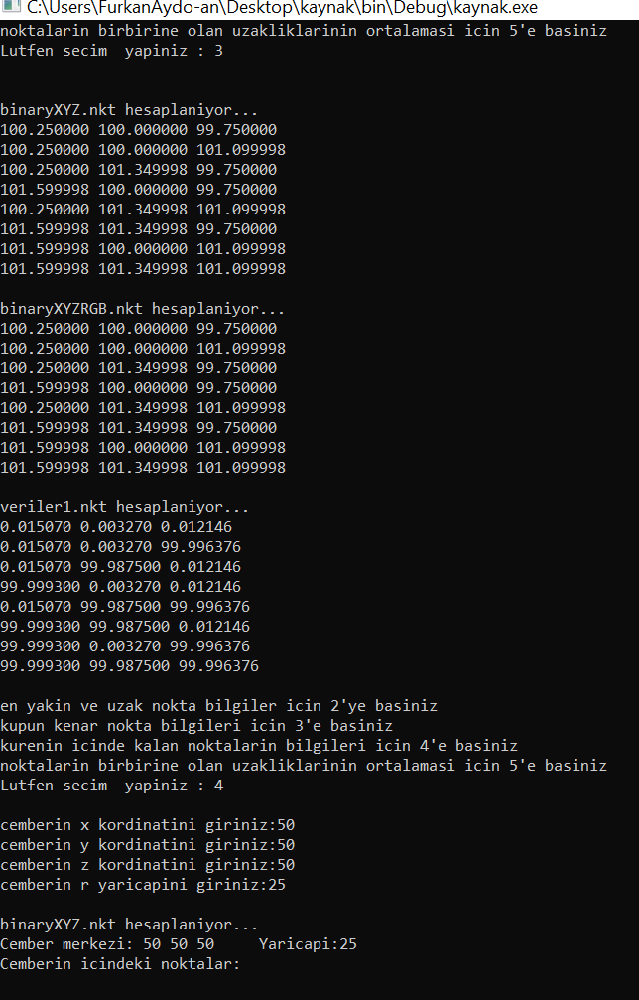 C:\Users\FurkanAydo-an\Desktop\kaynak\bin\Debug\kaynak.exe
noktalarin birbirine olan uzakliklarinin ortalamasi icin 5'e basiniz
Lutfen secim  yapiniz : 3
binaryXYZ.nkt hesaplaniyor...
100.250000 100.000000 99.750000
100.250000 100.000000 101.099998
100.250000 101.349998 99.750000
101.599998 100.000000 99.750000
100.250000 101.349998 101.099998
101.599998 101.349998 99.750000
101.599998 100.000000 101.099998
101.599998 101.349998 101.099998
binaryXYZRGB.nkt hesaplaniyor...
100.250000 100.000000 99.750000
100.250000 100.000000 101.099998
100.250000 101.349998 99.750000
101.599998 100.000000 99.750000
100.250000 101.349998 101.099998
101.599998 101.349998 99.750000
101.599998 100.000000 101.099998
101.599998 101.349998 101.099998
veriler1.nkt hesaplaniyor...
0.015070 0.003270 0.012146
0.015070 0.003270 99.996376
0.015070 99.987500 0.012146
99.999300 0.003270 0.012146
0.015070 99.987500 99.996376
99.999300 99.987500 0.012146
99.999300 0.003270 99.996376
99.999300 99.987500 99.996376
en yakin ve uzak nokta bilgiler icin 2'ye basiniz
kupun kenar nokta bilgileri icin 3'e basiniz
kurenin icinde kalan noktalarin bilgileri icin 4'e basiniz
noktalarin birbirine olan uzakliklarinin ortalamasi icin 5'e basiniz
Lutfen secim  yapiniz : 4
cemberin x kordinatini giriniz:50
cemberin y kordinatini giriniz:50
cemberin z kordinatini giriniz:50
cemberin r yaricapini giriniz:25
binaryXYZ.nkt hesaplaniyor...
Cember merkezi: 50 50 50     Yaricapi:25
Cemberin icindeki noktalar: